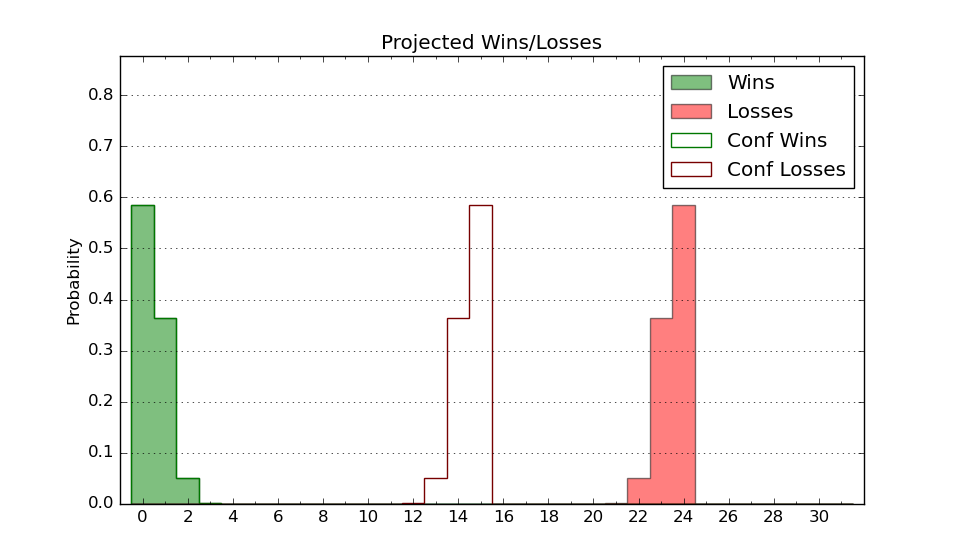 Projected Wins/Losses
Wins
Losses
Conf Wins
Conf Losses
Probability
0.8
0.7
0.6
0.5
0.4
0.3
0.2
0.1
0.0
0 2 4 6 8 10 12 14 16 18 20 22 24 26 28 30